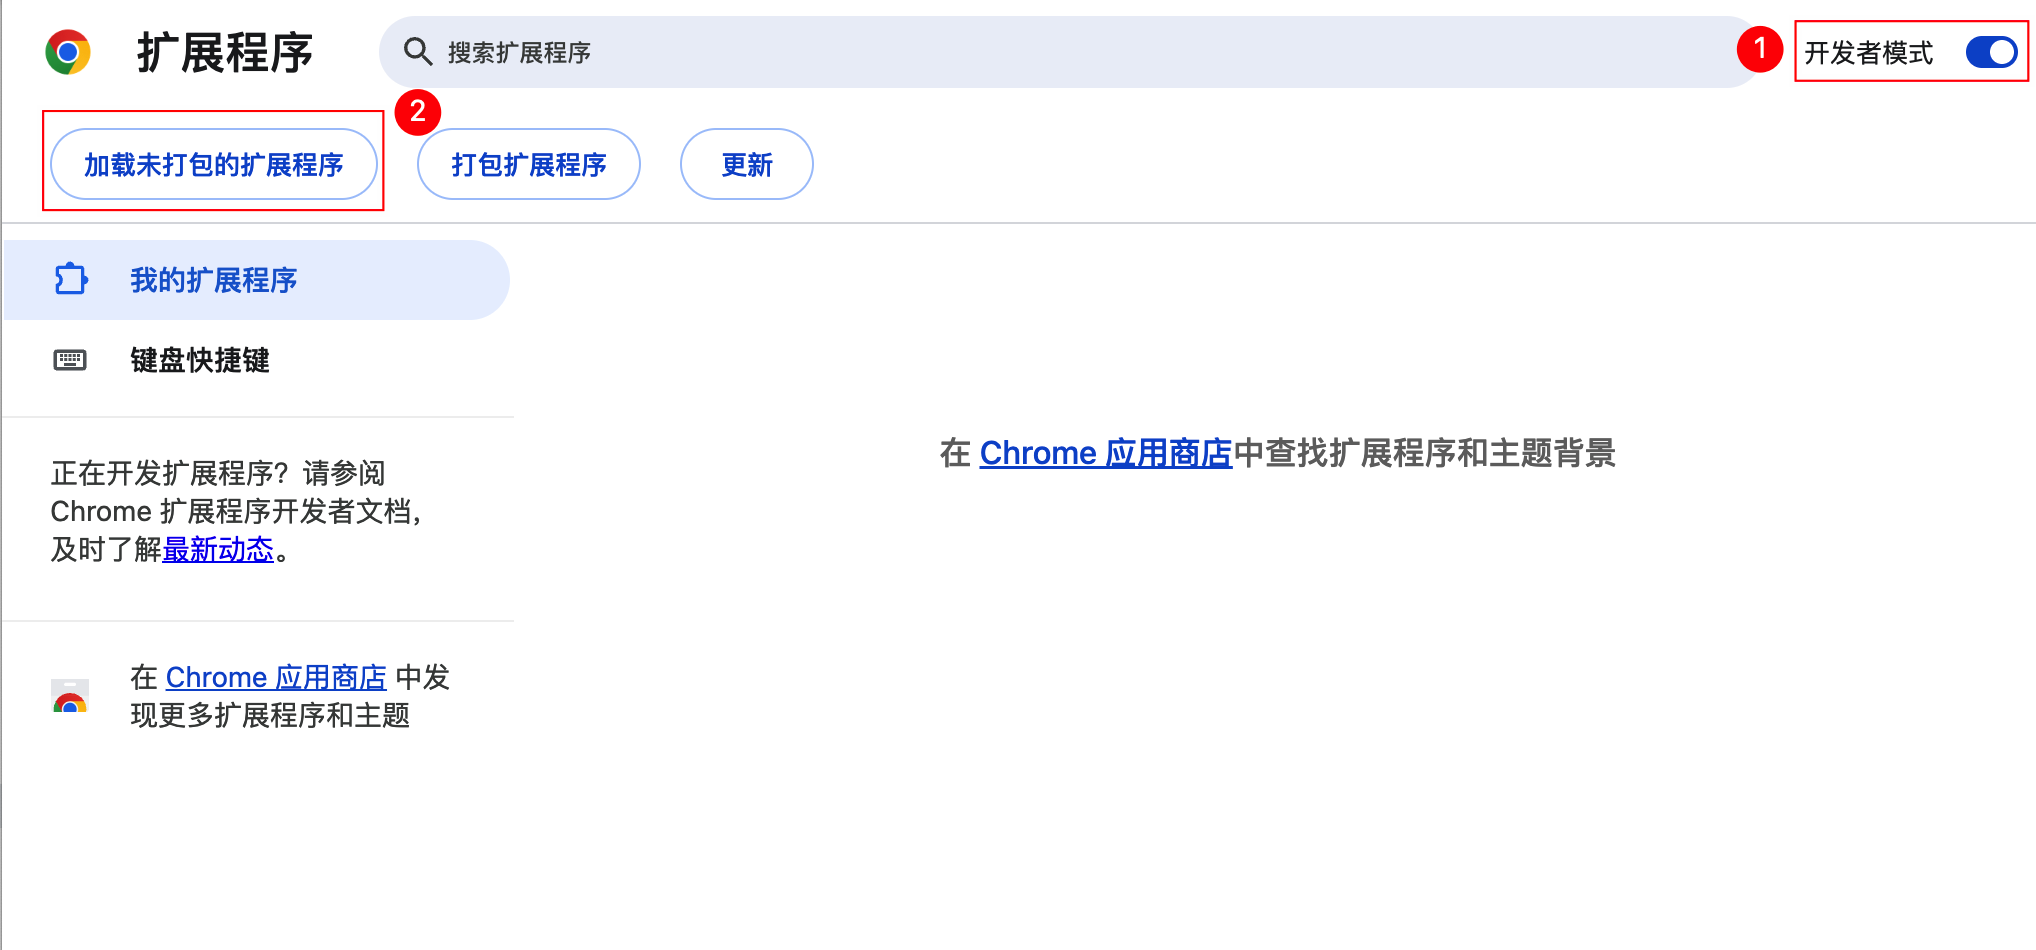 扩展程序
搜索扩展程序
1
开发者模式
2
加载未打包的扩展程序
打包扩展程序
更新
我的扩展程序
键盘快捷键
正在开发扩展程序？请参阅
Chrome 扩展程序开发者文档，
及时了解最新动态。
在 Chrome 应用商店 中发
现更多扩展程序和主题
在 Chrome 应用商店中查找扩展程序和主题背景